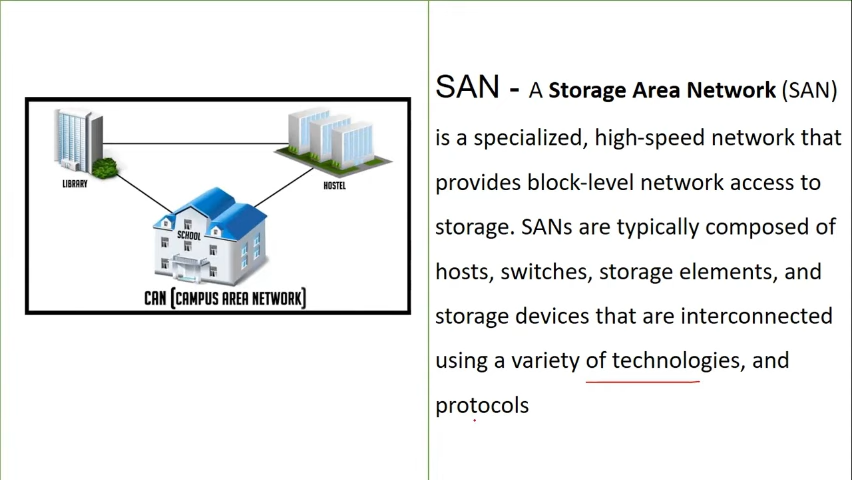 LIBRARY
HOSTEL
SCHOOL
CAN (CAMPUS AREA NETWORK)
SAN - A Storage Area Network (SAN)
is a specialized, high-speed network that
provides block-level network access to
storage. SANs are typically composed of
hosts, switches, storage elements, and
storage devices that are interconnected
using a variety of technologies, and
protocols